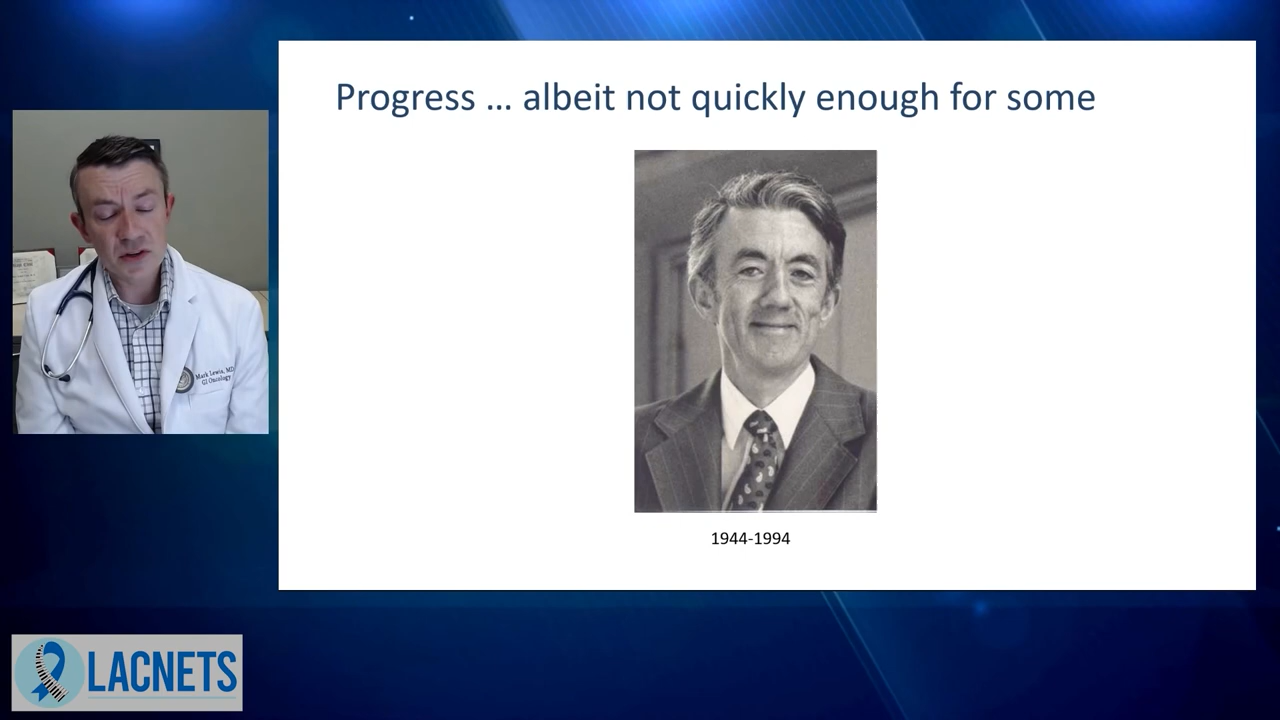 Progress … albeit not quickly enough for some
Mark Lewis, MD
GI Oncology
1944-1994
LACNETS